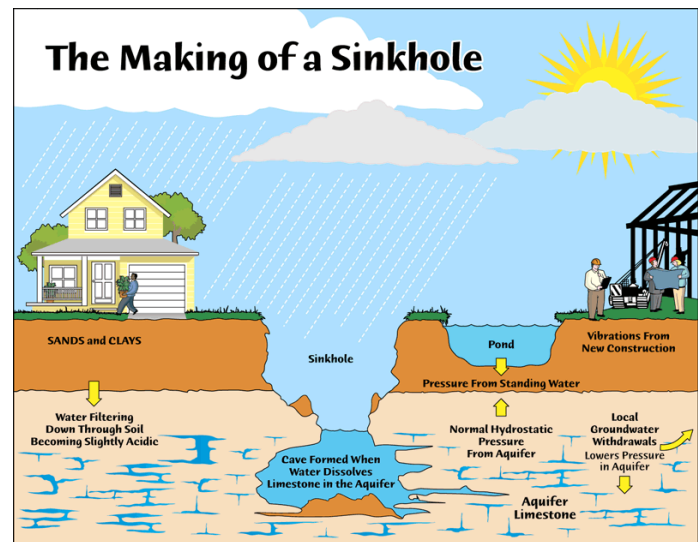 The Making of a Sinkhole
SANDS and CLAYS
Sinkhole
Pond
Vibrations From
New Construction
Pressure From Standing Water
Water Filtering
Down Through Soil
Becoming Slightly Acidic
Normal Hydrostatic
Pressure
From Aquifer
Local
Groundwater
Withdrawals
Lowers Pressure
in Aquifer
Cave Formed When
Water Dissolves
Limestone in the Aquifer
Aquifer
Limestone